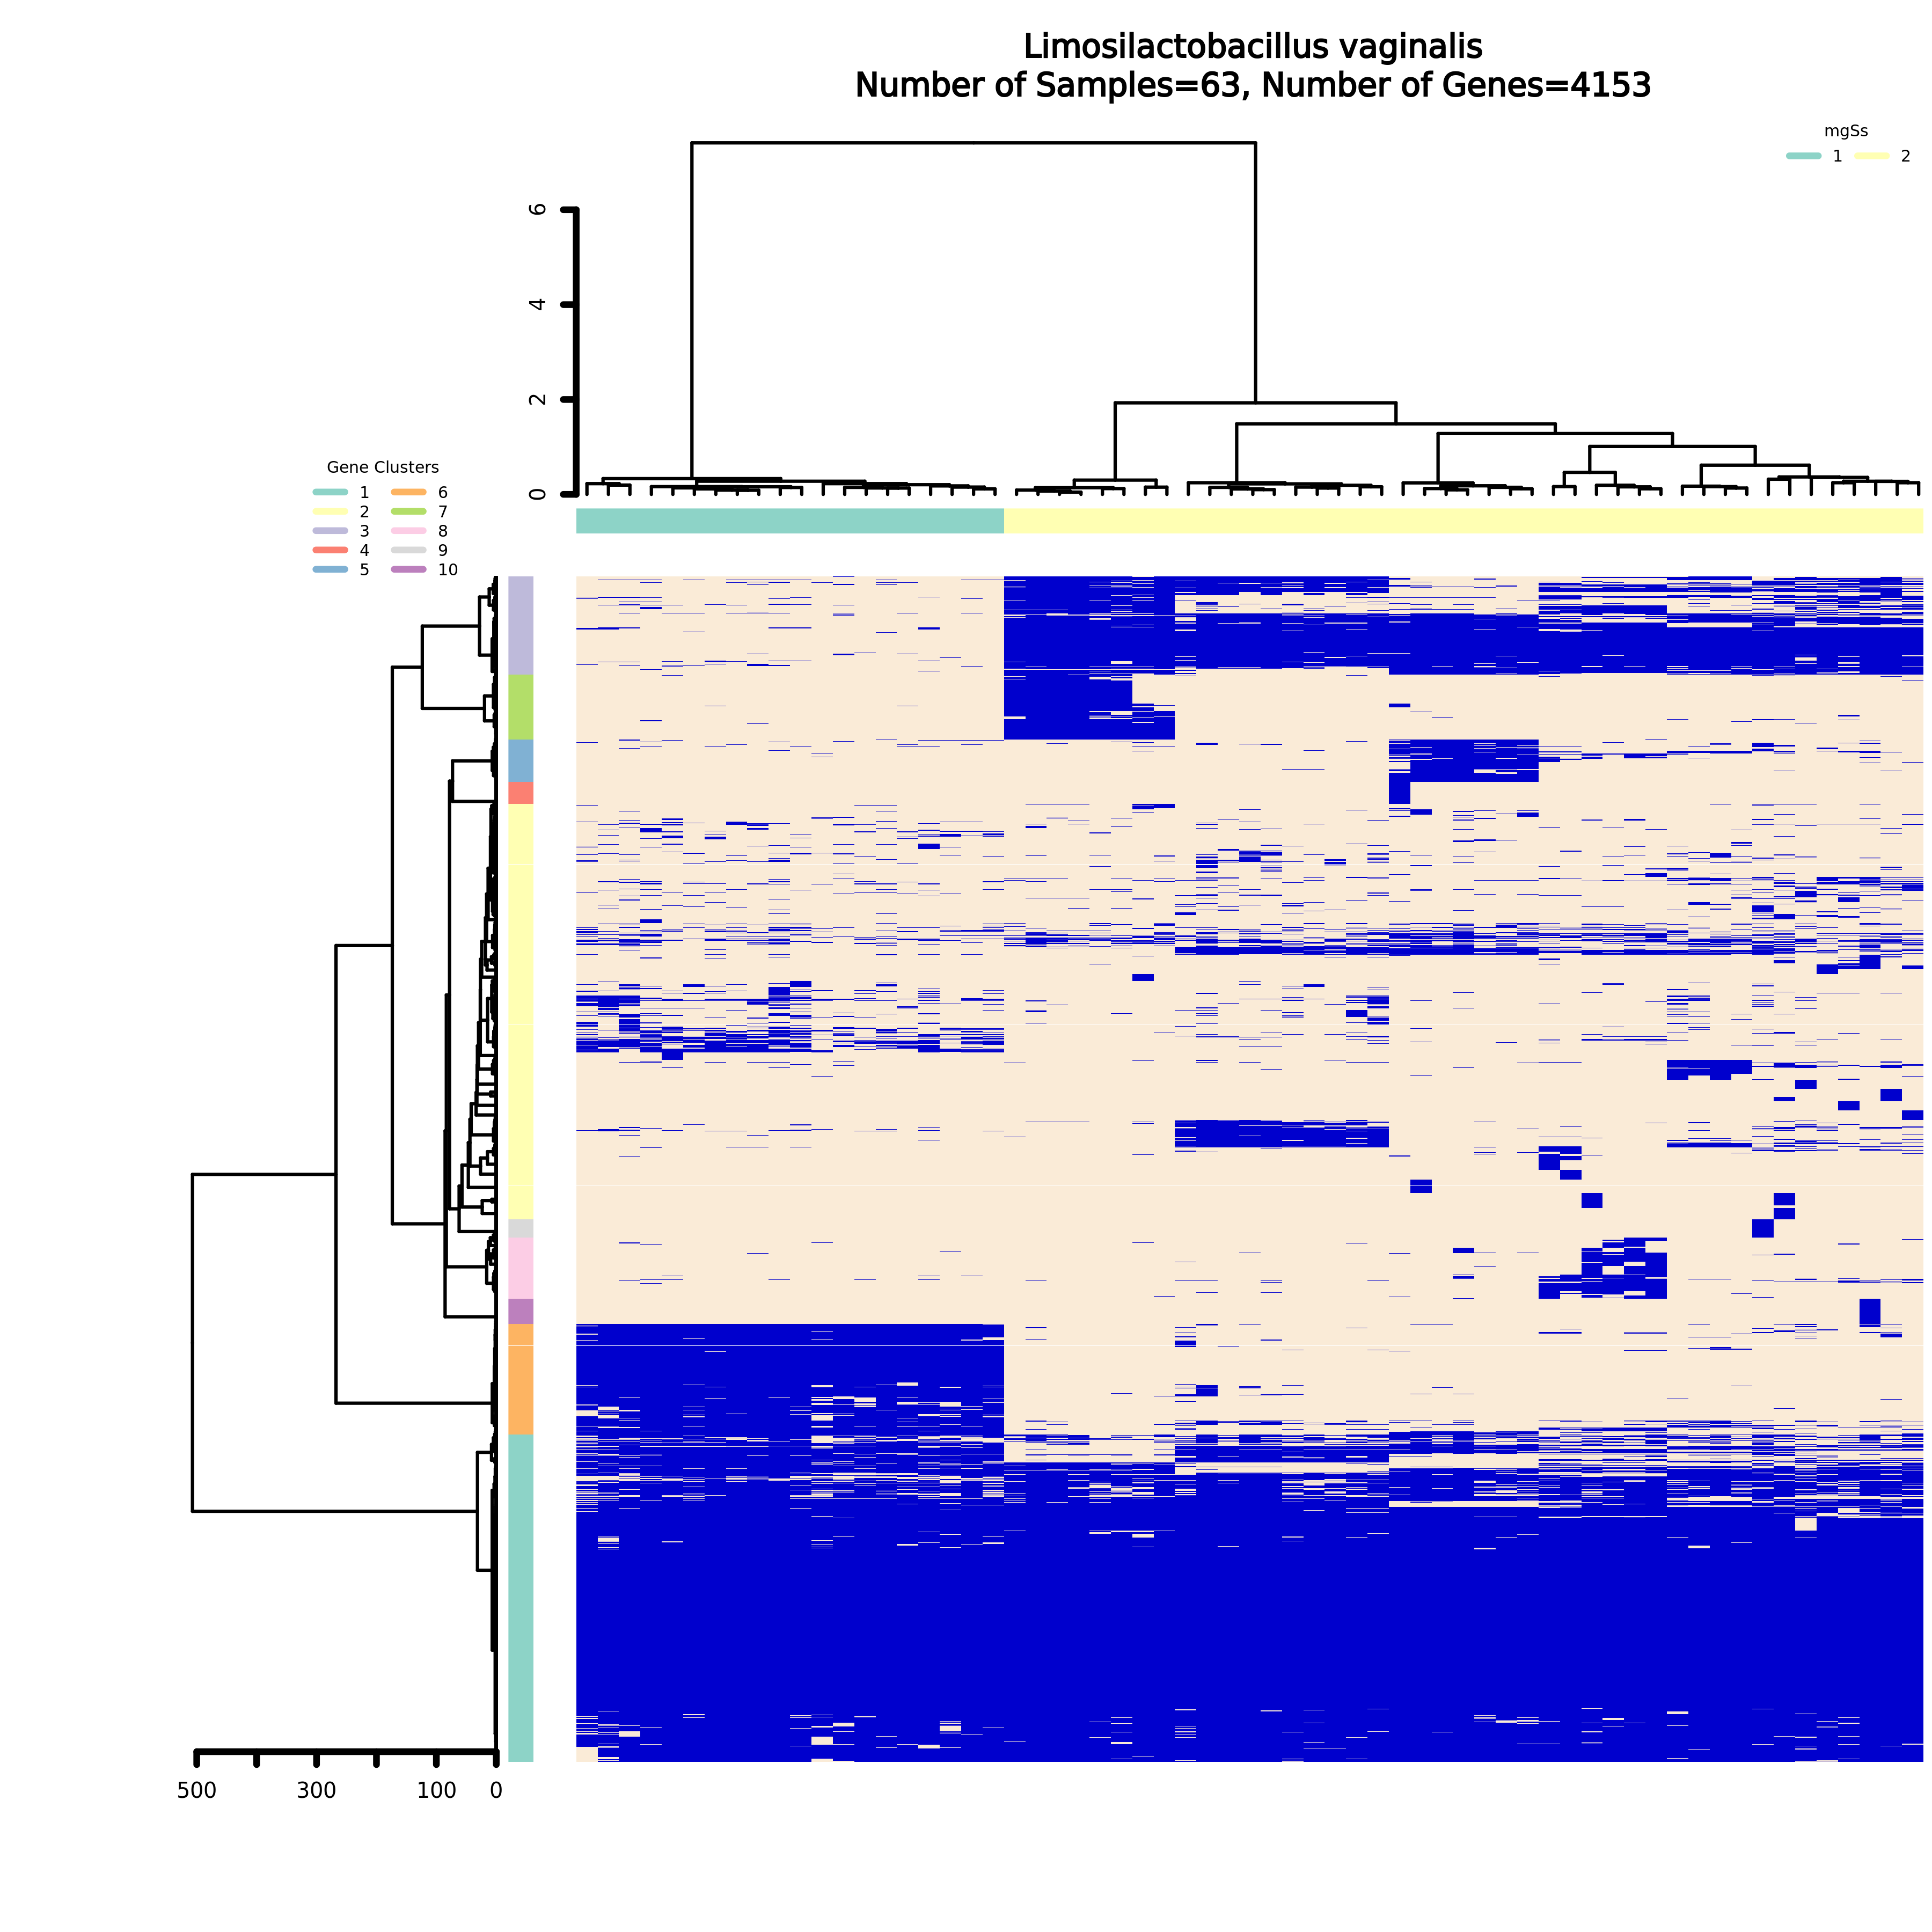 Limosilactobacillus vaginalis
Number of Samples=63, Number of Genes=4153
mgSs
1 2
6
4
2
0
Gene Clusters
1 6
2 7
3 8
4 9
5 10
500 300 100 0